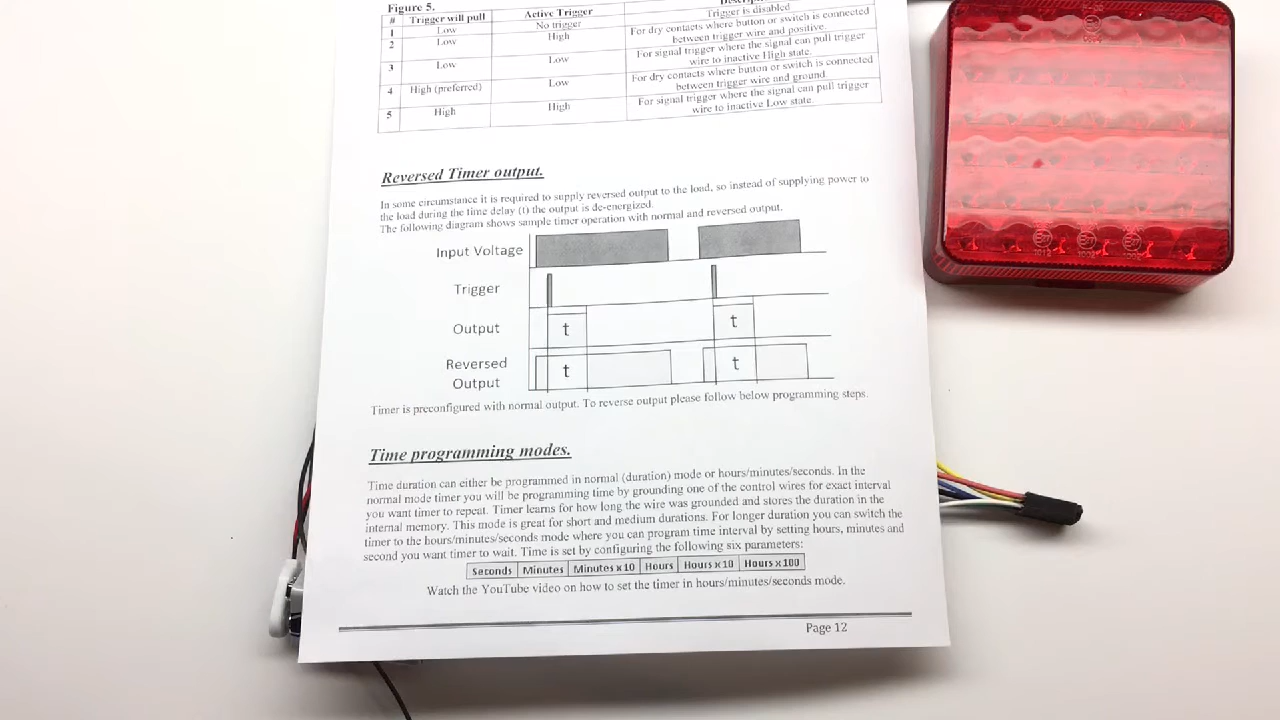 Figure 5.
# Trigger will pull Active Trigger
1 Low No trigger Trigger is disabled
2 Low High For dry contacts where button or switch is connected
between trigger wire and positive.
3 Low Low For signal trigger where the signal can pull trigger
wire to inactive High state.
4 High (preferred) Low For dry contacts where button or switch is connected
between trigger wire and ground.
5 High High For signal trigger where the signal can pull trigger
wire to inactive Low state.
Reversed Timer output.
In some circumstance it is required to supply reversed output to the load, so instead of supplying power to
the load during the time delay (t) the output is de-energized.
The following diagram shows sample timer operation with normal and reversed output.
Input Voltage
Trigger
Output t t
Reversed
Output t t
Timer is preconfigured with normal output. To reverse output please follow below programming steps.
Time programming modes.
Time duration can either be programmed in normal (duration) mode or hours/minutes/seconds. In the
normal mode timer you will be programming time by grounding one of the control wires for exact interval
you want timer to repeat. Timer learns for how long the wire was grounded and stores the duration in the
internal memory. This mode is great for short and medium durations. For longer duration you can switch the
timer to the hours/minutes/seconds mode where you can program time interval by setting hours, minutes and
second you want timer to wait. Time is set by configuring the following six parameters:
Seconds Minutes Minutes x 10 Hours Hours x 10 Hours x 100
Watch the YouTube video on how to set the timer in hours/minutes/seconds mode.
Page 12